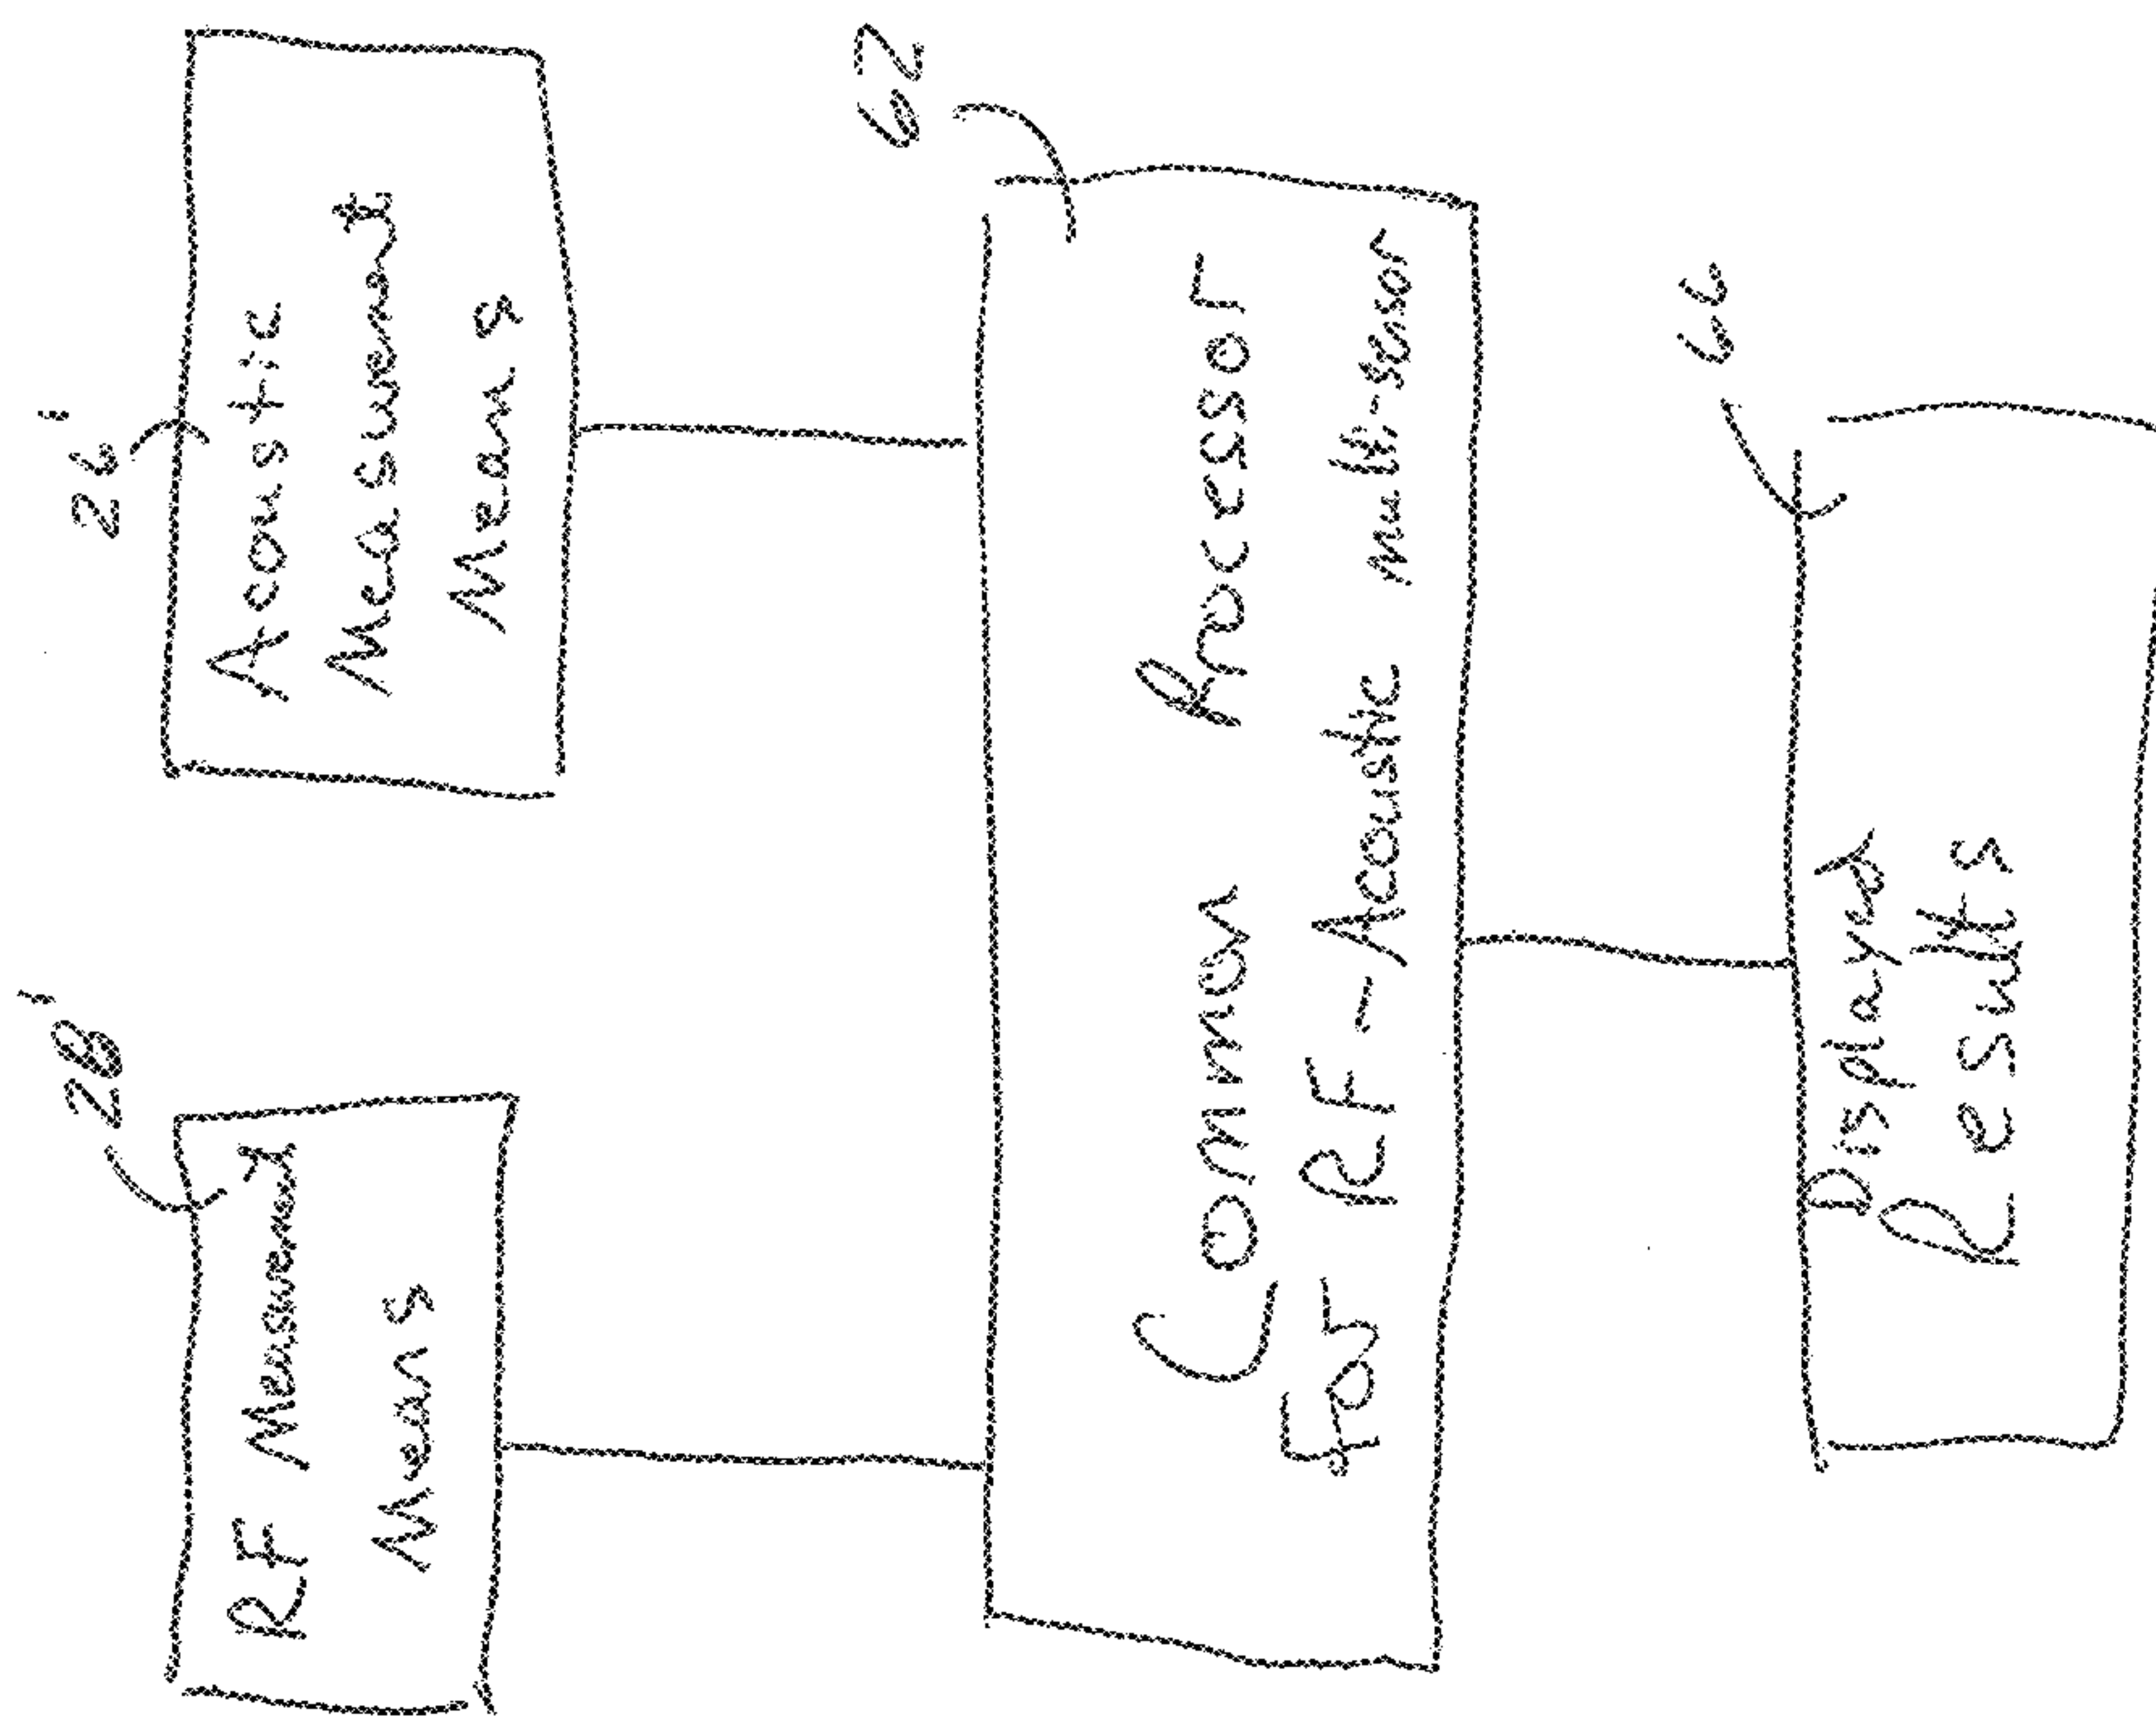 28'
RF Measurement
Means
26'
Acoustic
Measurement
Means
62
Common Processor
For RF-Acoustic multi-sensor
66
Displayed
Results